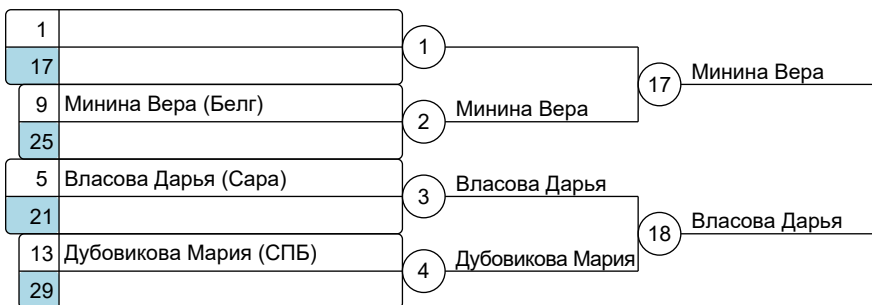 1
17
1
17 Минина Вера
9 Минина Вера (Белг)
2 Минина Вера
25
5 Власова Дарья (Сара)
3 Власова Дарья
21
18 Власова Дарья
13 Дубовикова Мария (СПБ)
4 Дубовикова Мария
29